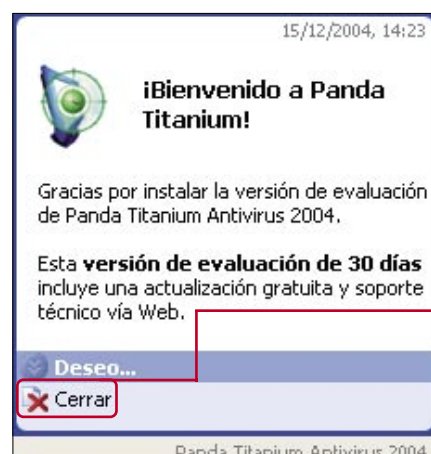 15/12/2004, 14:23
¡Bienvenido a Panda
Titanium!
Gracias por instalar la versión de evaluación
de Panda Titanium Antivirus 2004.
Esta versión de evaluación de 30 días
incluye una actualización gratuita y soporte
técnico vía Web.
Deseo...
Cerrar
Panda Titanium Antivirus 2004